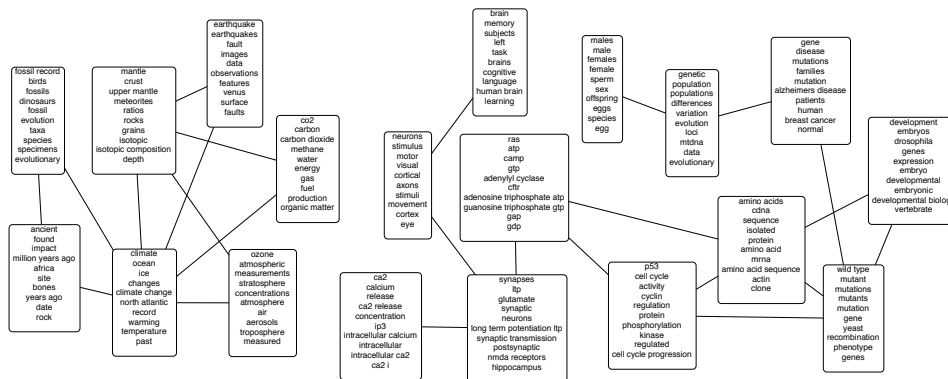 earthquake
earthquakes
fault
images
data
observations
features
venus
surface
faults
fossil record
birds
fossils
dinosaurs
fossil
evolution
taxa
species
specimens
evolutionary
mantle
crust
upper mantle
meteorites
ratios
rocks
grains
isotopic
isotopic composition
depth
co2
carbon
carbon dioxide
methane
water
energy
gas
fuel
production
organic matter
ancient
found
impact
million years ago
africa
site
bones
years ago
date
rock
climate
ocean
ice
changes
climate change
north atlantic
record
warming
temperature
past
ozone
atmospheric
measurements
stratosphere
concentrations
atmosphere
air
aerosols
troposphere
measured
brain
memory
subjects
left
task
brains
cognitive
language
human brain
learning
neurons
stimulus
motor
visual
cortical
axons
stimuli
movement
cortex
eye
ras
atp
camp
gtp
adenylyl cyclase
cftr
adenosine triphosphate atp
guanosine triphosphate gtp
gap
gdp
ca2
calcium
release
ca2 release
concentration
ip3
intracellular calcium
intracellular
intracellular ca2
ca2 i
synapses
ltp
glutamate
synaptic
neurons
long term potentiation ltp
synaptic transmission
postsynaptic
nmda receptors
hippocampus
males
male
females
female
sperm
sex
offspring
eggs
species
egg
genetic
population
populations
differences
variation
evolution
loci
mtdna
data
evolutionary
gene
disease
mutations
families
mutation
alzheimers disease
patients
human
breast cancer
normal
development
embryos
drosophila
genes
expression
embryo
developmental
embryonic
developmental biology
vertebrate
amino acids
cdna
sequence
isolated
protein
amino acid
mrna
amino acid sequence
actin
clone
p53
cell cycle
activity
cyclin
regulation
protein
phosphorylation
kinase
regulated
cell cycle progression
wild type
mutant
mutations
mutants
mutation
gene
yeast
recombination
phenotype
genes